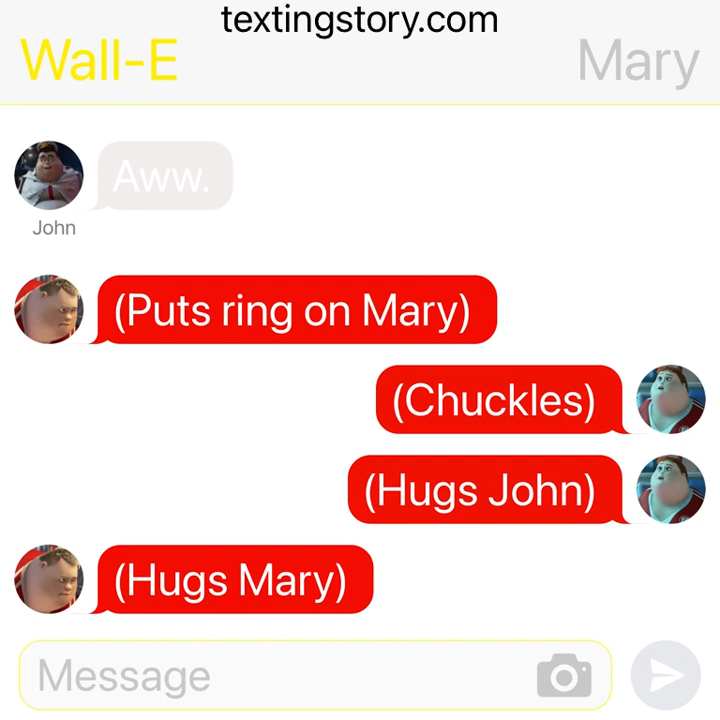 textingstory.com
Wall-E
Mary
Aww.
John
(Puts ring on Mary)
(Chuckles)
(Hugs John)
(Hugs Mary)
Message